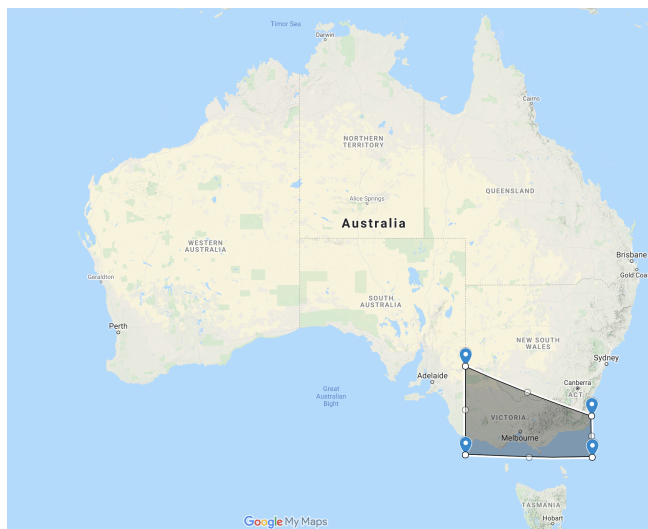 Timor Sea
Darwin
Cairns
NORTHERN
TERRITORY
QUEENSLAND
Alice Springs
Australia
WESTERN
AUSTRALIA
Brisbane
Gold Coa
Geraldton
SOUTH
AUSTRALIA
Perth
NEW SOUTH
WALES
Sydney
Adelaide
Canberra
ACT
Great
Australian
Bight
VICTORIA
Melbourne
TASMANIA
Hobart
Google My Maps